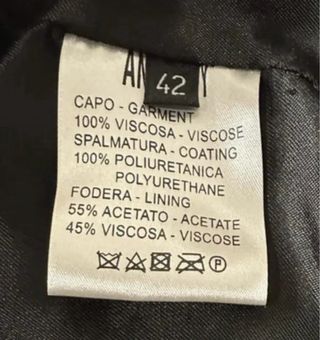 42
CAPO - GARMENT
100% VISCOSA - VISCOSE
SPALMATURA - COATING
100% POLIURETANICA
POLYURETHANE
FODERA - LINING
55% ACETATO - ACETATE
45% VISCOSA - VISCOSE
P